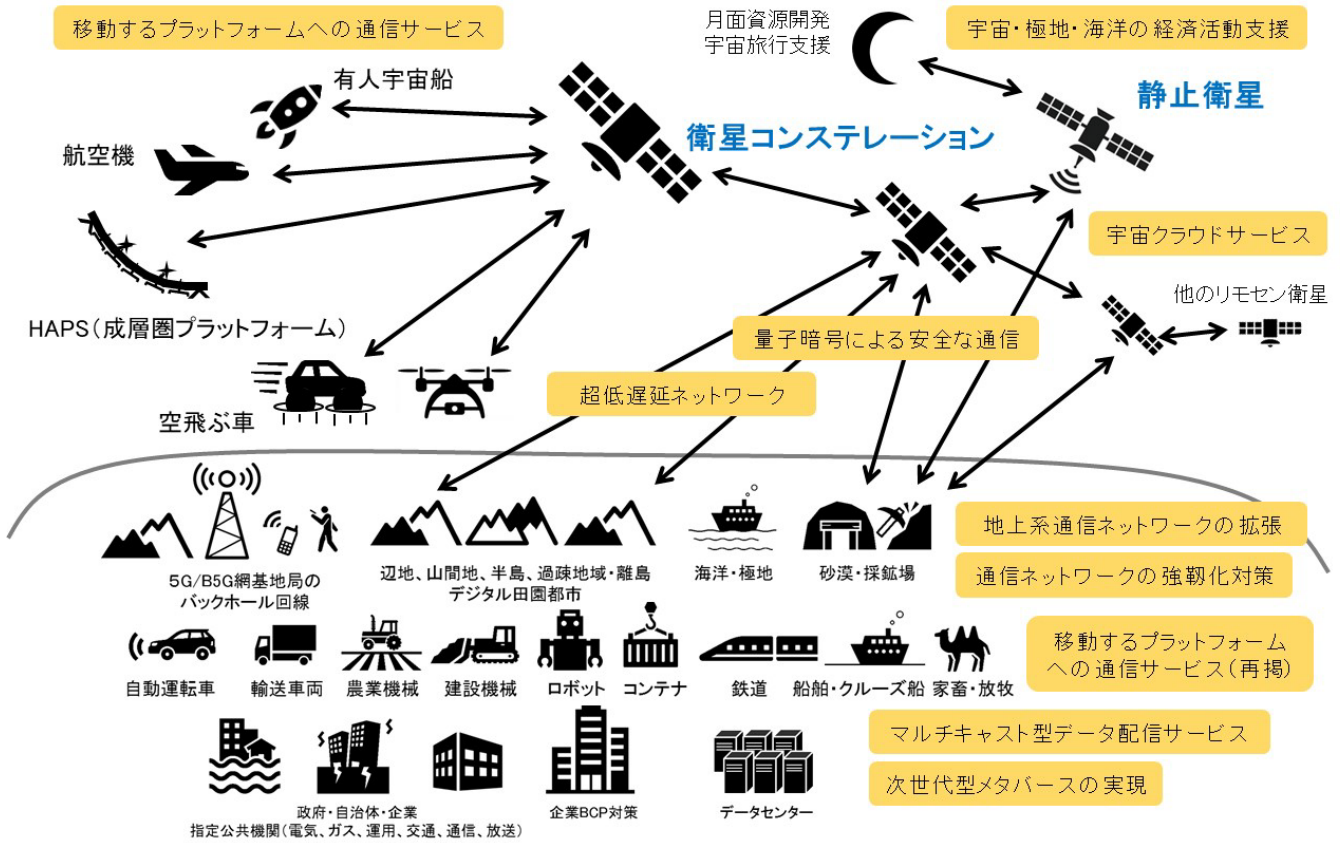 移動するプラットフォームへの通信サービス
月面資源開発
宇宙旅行支援
宇宙・極地・海洋の経済活動支援
有人宇宙船
静止衛星
衛星コンステレーション
航空機
宇宙クラウドサービス
他のリモセン衛星
HAPS(成層圏プラットフォーム)
量子暗号による安全な通信
超低遅延ネットワーク
空飛ぶ車
地上系通信ネットワークの拡張
5G/B5G網基地局の
バックホール回線
辺地、山間地、半島、過疎地域・離島
デジタル田園都市
海洋・極地
砂漠・採鉱場
通信ネットワークの強靭化対策
移動するプラットフォーム
への通信サービス(再掲)
自動運転車
輸送車両
農業機械
建設機械
ロボット
コンテナ
鉄道
船舶・クルーズ船
家畜・放牧
マルチキャスト型データ配信サービス
次世代型メタバースの実現
政府・自治体・企業
指定公共機関(電気、ガス、運用、交通、通信、放送)
企業BCP対策
データセンター